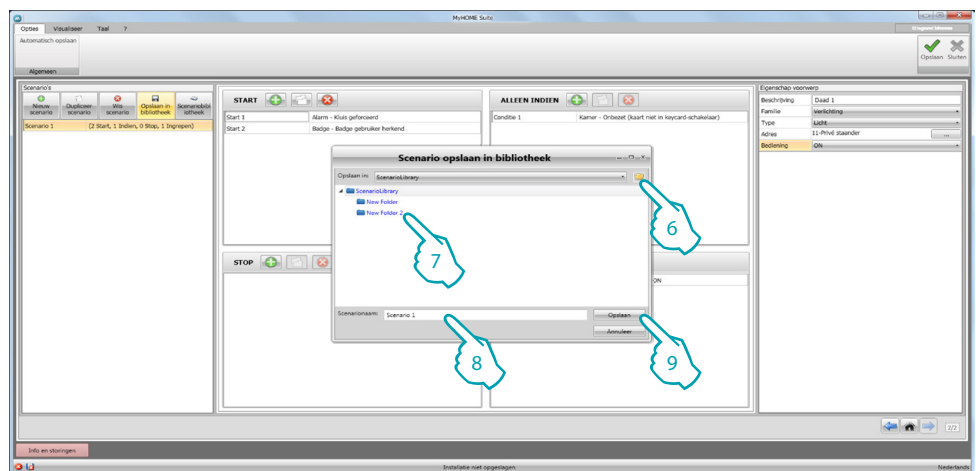 MyHOME Suite
Opties Visualiseer Taal ?
Automatisch opslaan
Algemeen
Opslaan Sluiten
Scenario's
Nieuw scenario
Dupliceer scenario
Wis scenario
Opslaan in bibliotheek
Scenariobibliotheek
Scenario 1 (2 Start, 1 Indien, 0 Stop, 1 Ingrepen)
START
Start 1 Alarm - Kluis geforceerd
Start 2 Badge - Badge gebruiker herkend
ALLEEN INDIEN
Conditie 1 Kamer - Onbezet (kaart niet in keycard-schakelaar)
STOP
ON
Eigenschap voorwerp
Beschrijving Daad 1
Familie Verlichting
Type Licht
Adres 11-Privé staander ...
Bediening ON
Scenario opslaan in bibliotheek
Opslaan in: ScenarioLibrary
ScenarioLibrary
New Folder
New Folder 2
Scenarionaam: Scenario 1
Opslaan
Annuleer
6
7
8
9
2/2
Info en storingen
Installatie niet opgeslagen
Nederlands